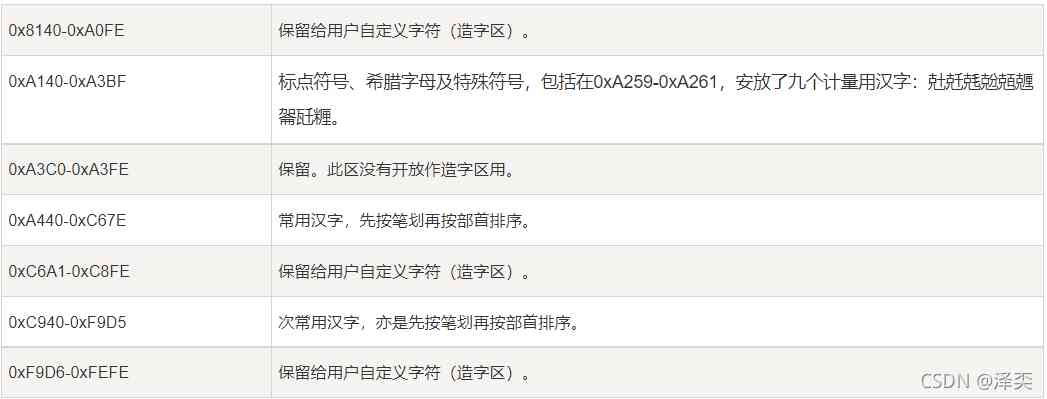 0x8140-0xA0FE 保留给用户自定义字符（造字区）。
0xA140-0xA3BF 标点符号、希腊字母及特殊符号，包括在0xA259-0xA261，安放了九个计量用汉字：兙兛兞兝兡兣
嗧瓩糎。
0xA3C0-0xA3FE 保留。此区没有开放作造字区用。
0xA440-0xC67E 常用汉字，先按笔划再按部首排序。
0xC6A1-0xC8FE 保留给用户自定义字符（造字区）。
0xC940-0xF9D5 次常用汉字，亦是先按笔划再按部首排序。
0xF9D6-0xFEFE 保留给用户自定义字符（造字区）。
CSDN @泽奕